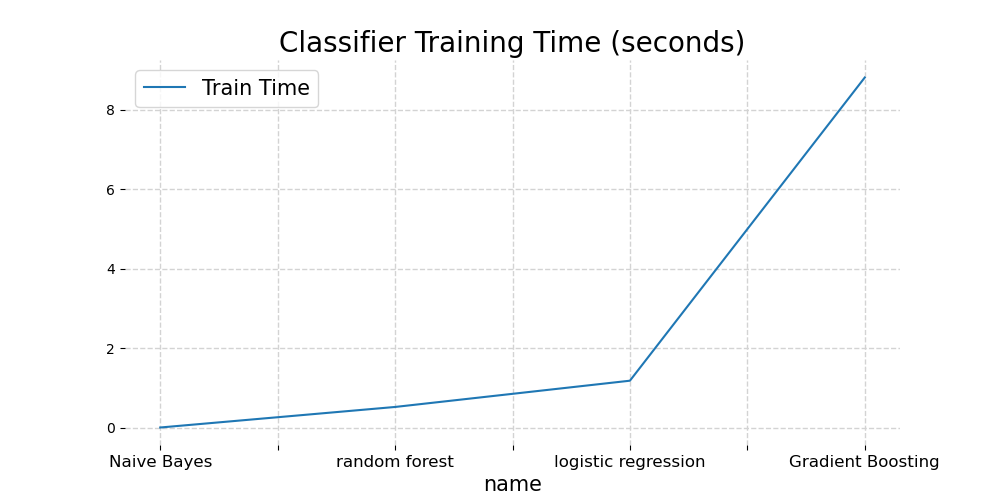 Classifier Training Time (seconds)
Train Time
8
6
4
2
0
Naive Bayes random forest logistic regression Gradient Boosting
name